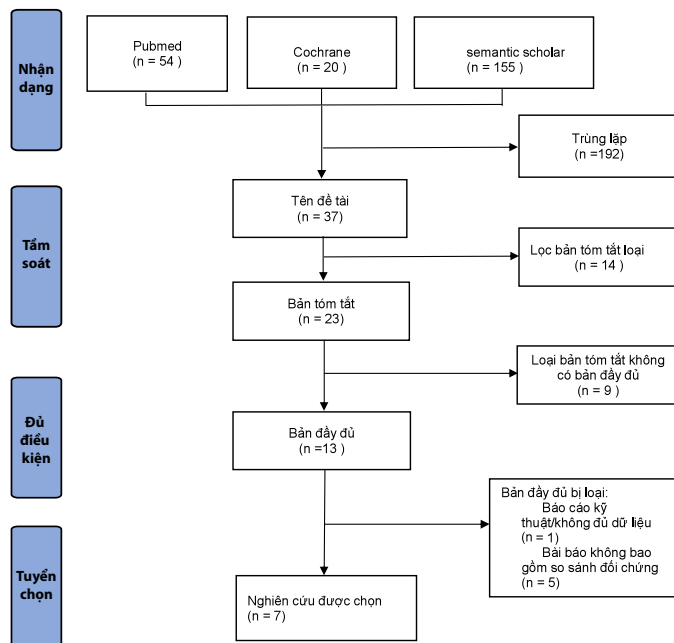 Nhận
dạng
Pubmed
(n = 54 )
Cochrane
(n = 20 )
semantic scholar
(n = 155 )
Trùng lặp
(n =192)
Tầm
soát
Tên đề tài
(n = 37)
Lọc bản tóm tắt loại
(n = 14 )
Bản tóm tắt
(n = 23)
Loại bản tóm tắt không
có bản đầy đủ
(n = 9 )
Đủ
điều
kiện
Bản đầy đủ
(n =13 )
Bản đầy đủ bị loại:
Báo cáo kỹ
thuật/không đủ dữ liệu
(n = 1)
Bài báo không bao
gồm so sánh đối chứng
(n = 5)
Tuyển
chọn
Nghiên cứu được chọn
(n = 7)